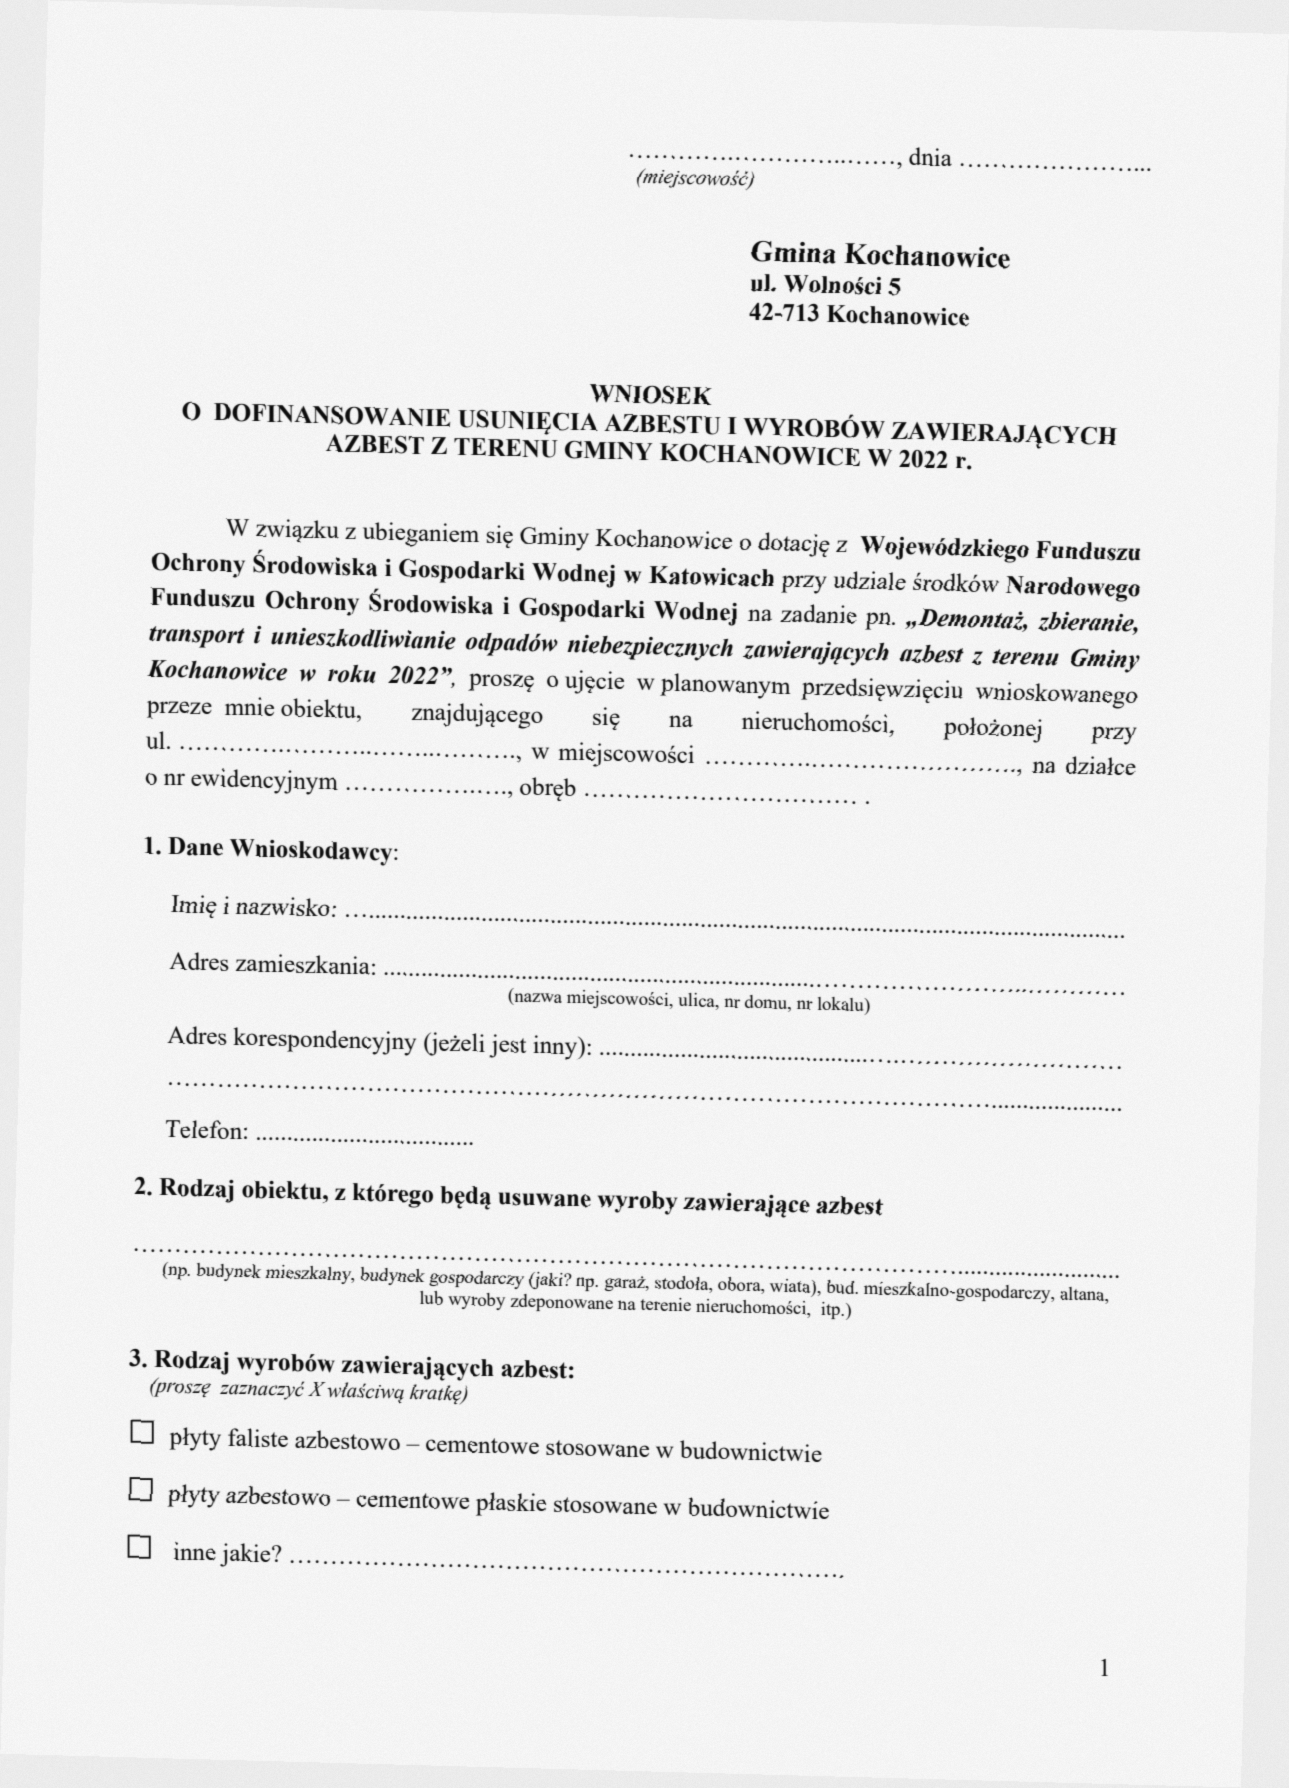 ……………………………, dnia …………………...
(miejscowość)
Gmina Kochanowice
ul. Wolności 5
42-713 Kochanowice
WNIOSEK
O DOFINANSOWANIE USUNIĘCIA AZBESTU I WYROBÓW ZAWIERAJĄCYCH
AZBEST Z TERENU GMINY KOCHANOWICE W 2022 r.
W związku z ubieganiem się Gminy Kochanowice o dotację z Wojewódzkiego Funduszu
Ochrony Środowiska i Gospodarki Wodnej w Katowicach przy udziale środków Narodowego
Funduszu Ochrony Środowiska i Gospodarki Wodnej na zadanie pn. „Demontaż, zbieranie,
transport i unieszkodliwianie odpadów niebezpiecznych zawierających azbest z terenu Gminy
Kochanowice w roku 2022”, proszę o ujęcie w planowanym przedsięwzięciu wnioskowanego
przeze mnie obiektu, znajdującego się na nieruchomości, położonej przy
ul. ……………………………………, w miejscowości …………………………………, na działce
o nr ewidencyjnym ………………..…, obręb …………………………… .
1. Dane Wnioskodawcy:
Imię i nazwisko: …......................................................................................................................
Adres zamieszkania: ....................................................................……………………………
(nazwa miejscowości, ulica, nr domu, nr lokalu)
Adres korespondencyjny (jeżeli jest inny): ..........................................…………………………
……………………………………………………………………………………......................
Telefon: ...................................
2. Rodzaj obiektu, z którego będą usuwane wyroby zawierające azbest
………………………………………………………………………………………..........................
(np. budynek mieszkalny, budynek gospodarczy (jaki? np. garaż, stodoła, obora, wiata), bud. mieszkalno-gospodarczy, altana,
lub wyroby zdeponowane na terenie nieruchomości, itp.)
3. Rodzaj wyrobów zawierających azbest:
(proszę zaznaczyć X właściwą kratkę)
☐ płyty faliste azbestowo – cementowe stosowane w budownictwie
☐ płyty azbestowo – cementowe płaskie stosowane w budownictwie
☐ inne jakie? …………………………………………………………….
1